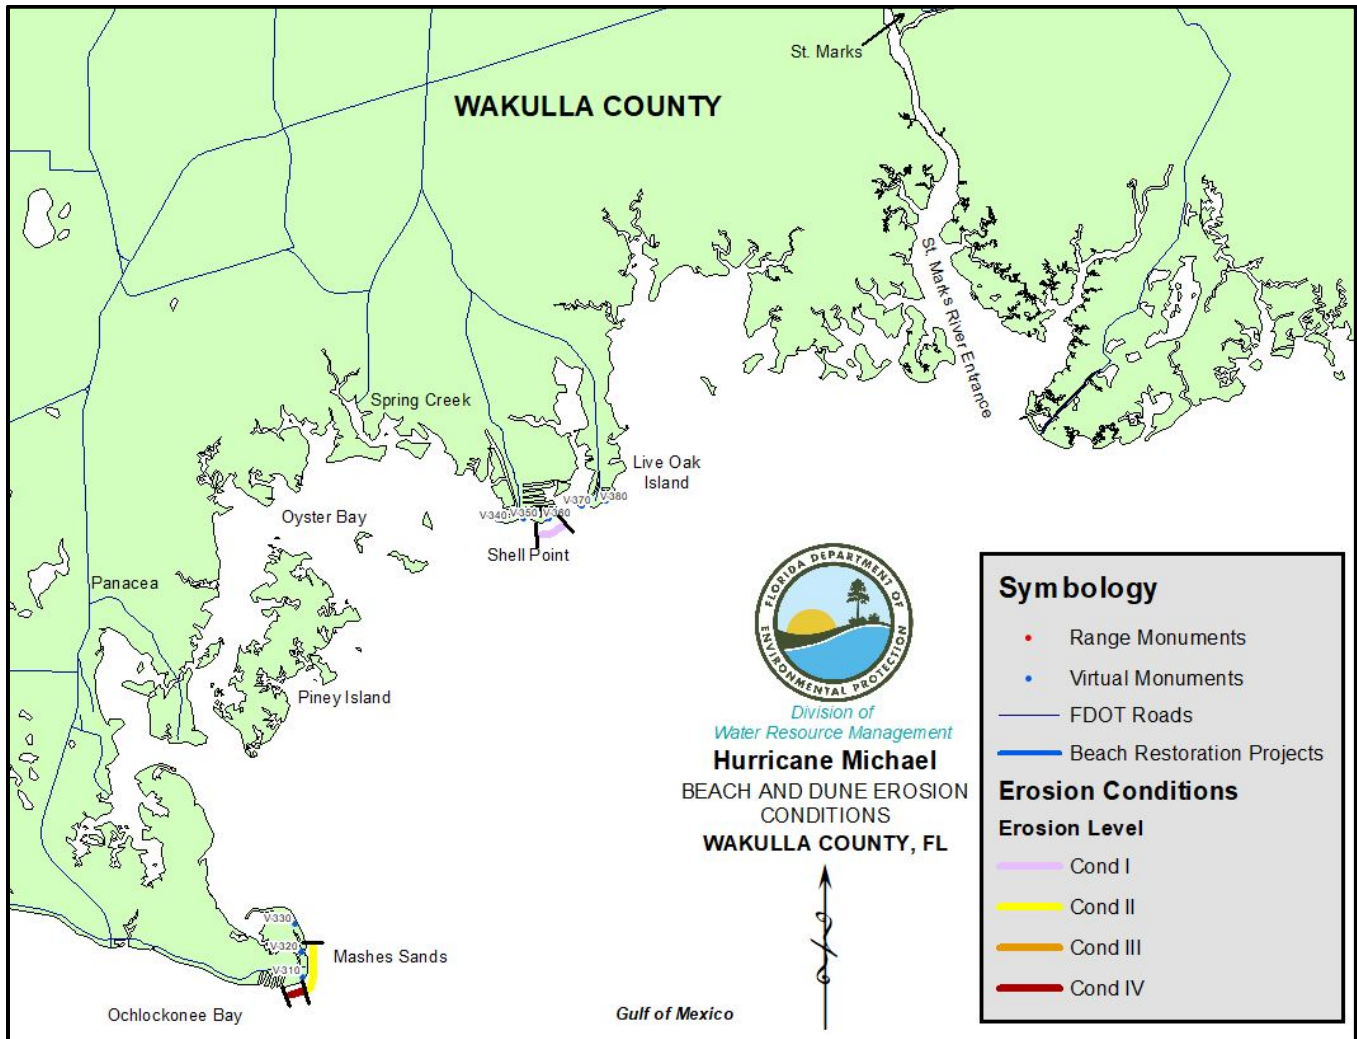 St. Marks
WAKULLA COUNTY
St. Marks River Entrance
Spring Creek
Live Oak
Island
V-370
V-380
V-340
V-350
V-360
Oyster Bay
Shell Point
Panacea
Piney Island
FLORIDA DEPARTMENT OF
ENVIRONMENTAL PROTECTION
Division of
Water Resource Management
Hurricane Michael
BEACH AND DUNE EROSION
CONDITIONS
WAKULLA COUNTY, FL
Symbology
Range Monuments
Virtual Monuments
FDOT Roads
Beach Restoration Projects
Erosion Conditions
Erosion Level
Cond I
Cond II
Cond III
Cond IV
V-330
V-320
V-310
Mashes Sands
Ochlockonee Bay
Gulf of Mexico